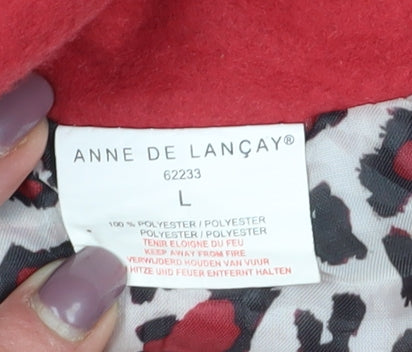 ANNE DE LANÇAY®
62233
L
100 % POLYESTER / POLYESTER
POLYESTER / POLYESTER
TENIR ELOIGNE DU FEU
KEEP AWAY FROM FIRE
VERWIJDERD HOUDEN VAN VUUR
HITZE UND FEUER ENTFERNT HALTEN